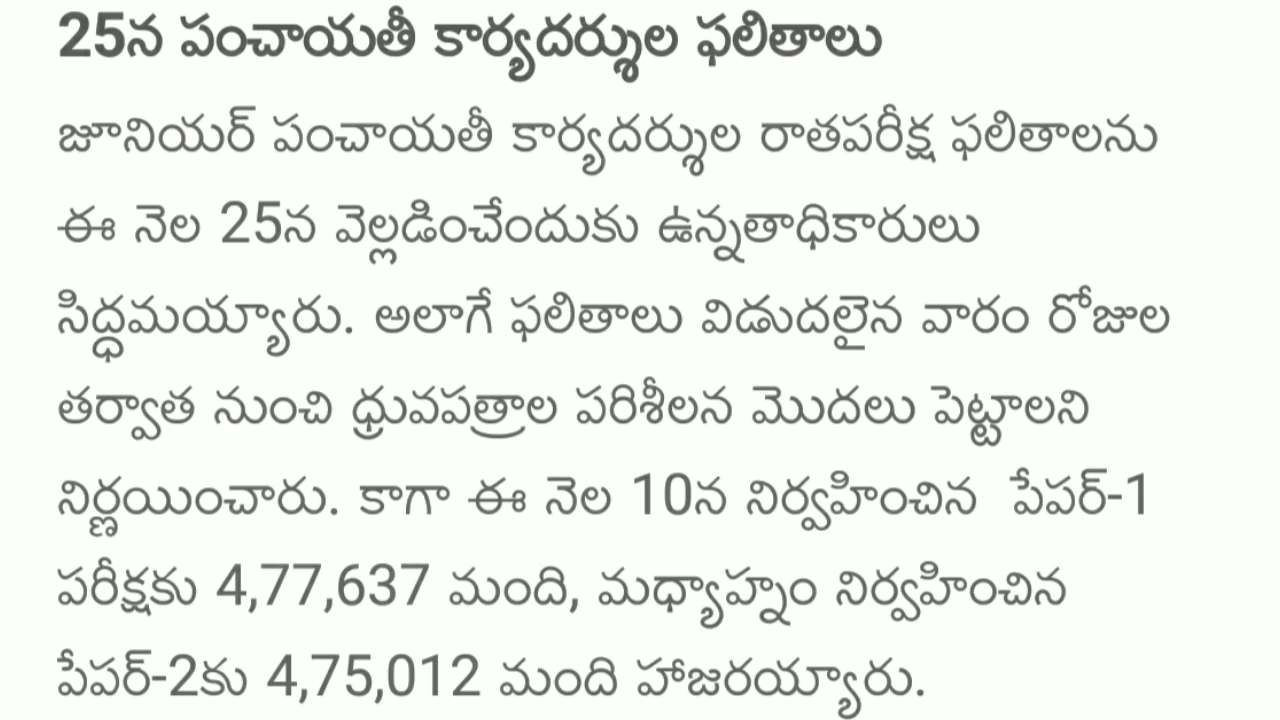 25న పంచాయతీ కార్యదర్శుల ఫలితాలు
జూనియర్ పంచాయతీ కార్యదర్శుల రాతపరీక్ష ఫలితాలను
ఈ నెల 25న వెల్లడించేందుకు ఉన్నతాధికారులు
సిద్ధమయ్యారు. అలాగే ఫలితాలు విడుదలైన వారం రోజుల
తర్వాత నుంచి ధ్రువపత్రాల పరిశీలన మొదలు పెట్టాలని
నిర్ణయించారు. కాగా ఈ నెల 10న నిర్వహించిన పేపర్-1
పరీక్షకు 4,77,637 మంది, మధ్యాహ్నం నిర్వహించిన
పేపర్-2కు 4,75,012 మంది హాజరయ్యారు.